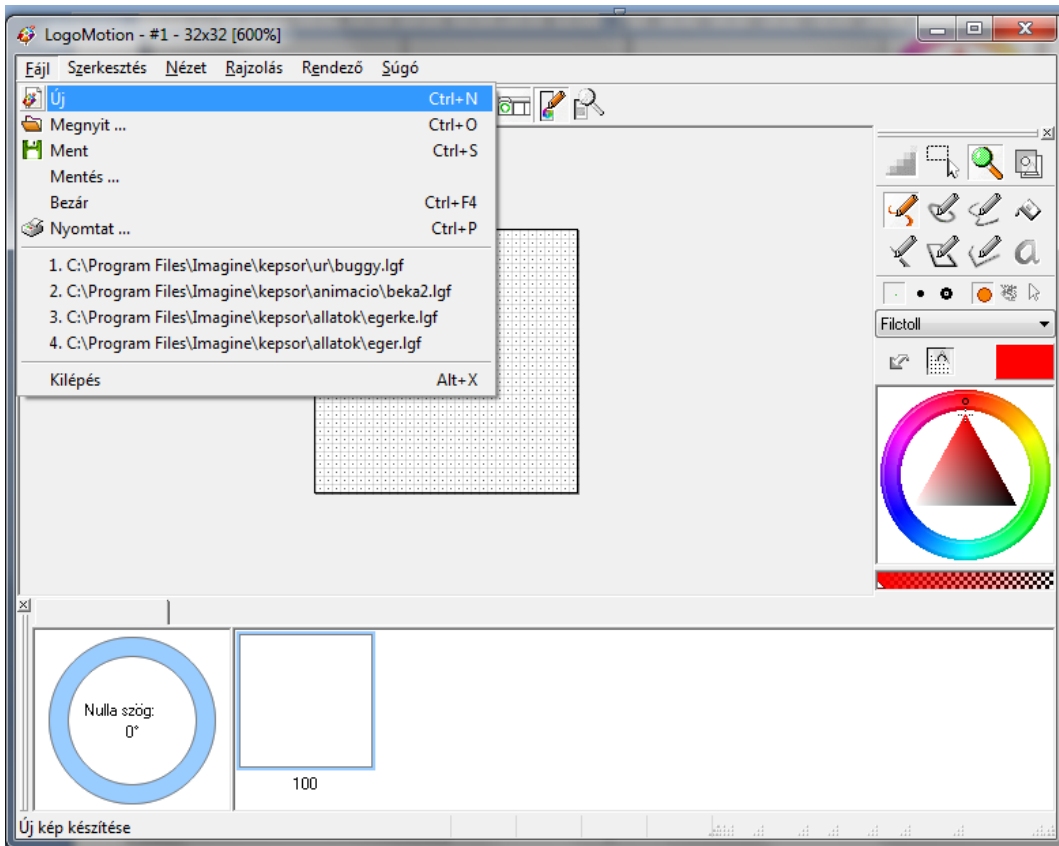 LogoMotion - #1 - 32x32 [600%]
Fájl Szerkesztés Nézet Rajzolás Rendező Súgó
Új Ctrl+N
Megnyit ... Ctrl+O
Ment Ctrl+S
Mentés ...
Bezár Ctrl+F4
Nyomtat ... Ctrl+P
1. C:\Program Files\Imagine\kepsor\ur\buggy.lgf
2. C:\Program Files\Imagine\kepsor\animacio\beka2.lgf
3. C:\Program Files\Imagine\kepsor\allatok\egerke.lgf
4. C:\Program Files\Imagine\kepsor\allatok\eger.lgf
Kilépés Alt+X
Filctoll
Nulla szög:
0°
100
Új kép készítése